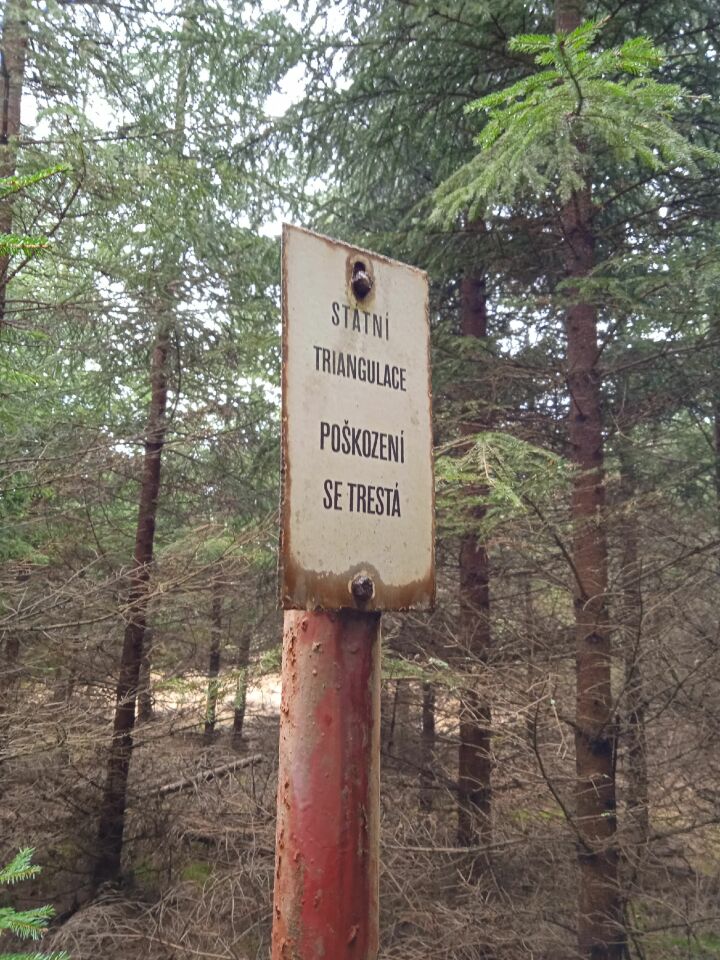 STÁTNÍ
TRIANGULACE
POŠKOZENÍ
SE TRESTÁ